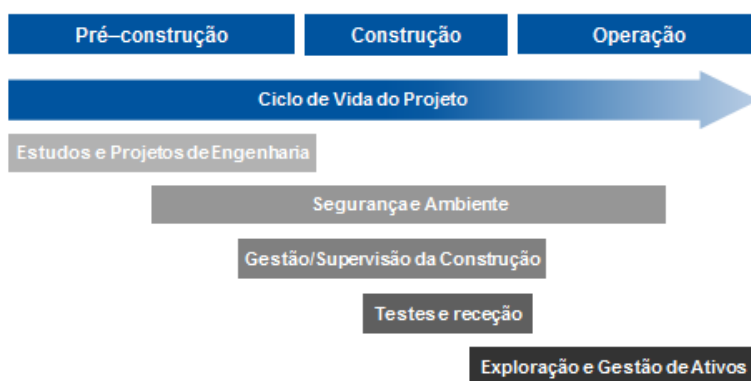 Pré–construção
Construção
Operação
Ciclo de Vida do Projeto
Estudos e Projetos de Engenharia
Segurança e Ambiente
Gestão/Supervisão da Construção
Testes e receção
Exploração e Gestão de Ativos